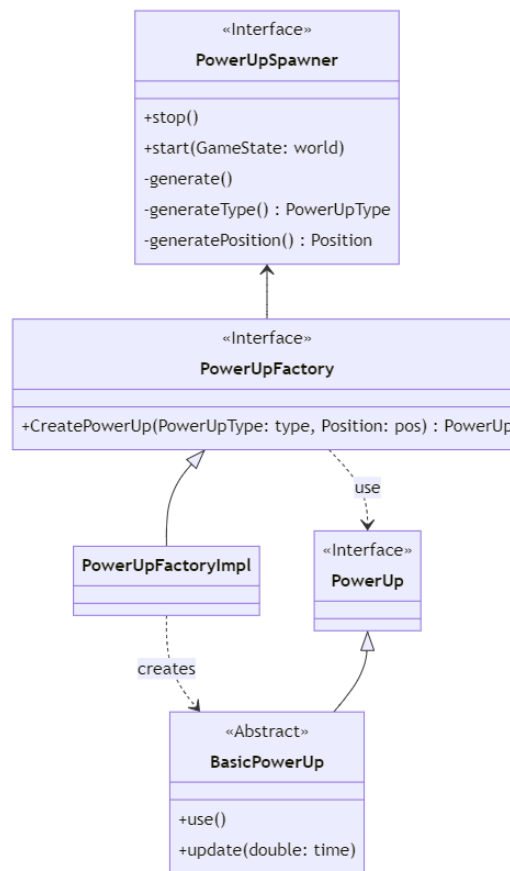 «Interface»
PowerUpSpawner
+stop()
+start(GameState: world)
-generate()
-generateType() : PowerUpType
-generatePosition() : Position
«Interface»
PowerUpFactory
+CreatePowerUp(PowerUpType: type, Position: pos) : PowerUp
use
PowerUpFactoryImpl
«Interface»
PowerUp
creates
«Abstract»
BasicPowerUp
+use()
+update(double: time)